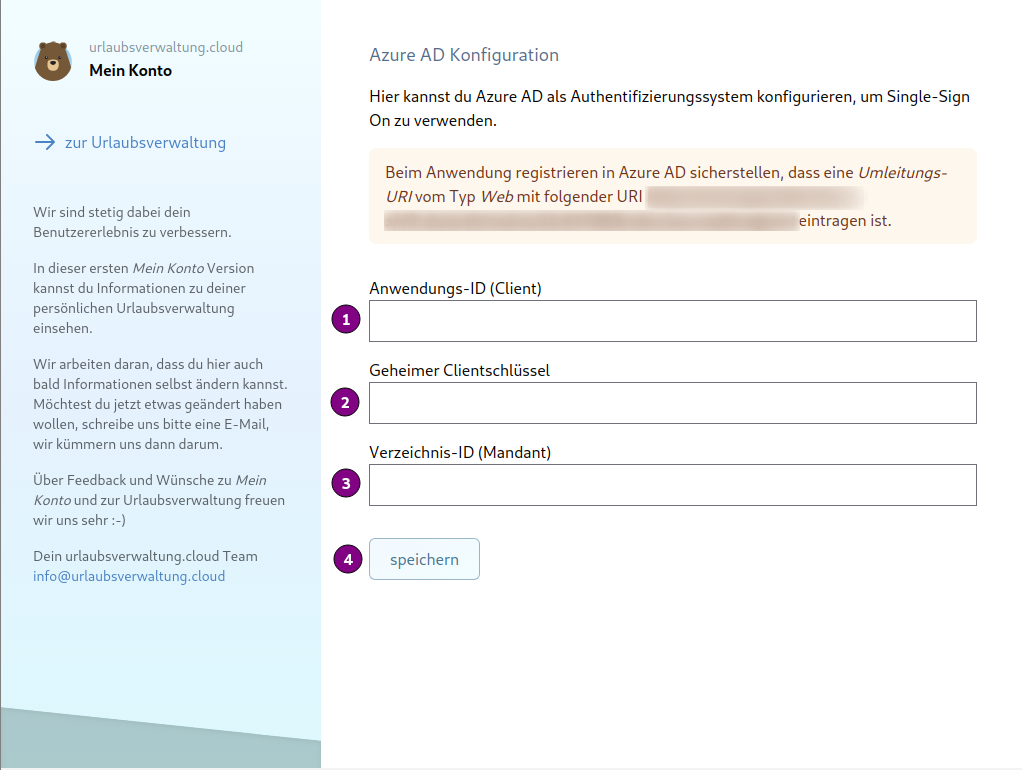 urlaubsverwaltung.cloud
Mein Konto
zur Urlaubsverwaltung
Wir sind stetig dabei dein
Benutzererlebnis zu verbessern.
In dieser ersten Mein Konto Version
kannst du Informationen zu deiner
persönlichen Urlaubsverwaltung
einsehen.
Wir arbeiten daran, dass du hier auch
bald Informationen selbst ändern kannst.
Möchtest du jetzt etwas geändert haben
wollen, schreibe uns bitte eine E-Mail,
wir kümmern uns dann darum.
Über Feedback und Wünsche zu Mein
Konto und zur Urlaubsverwaltung freuen
wir uns sehr :-)
Dein urlaubsverwaltung.cloud Team
info@urlaubsverwaltung.cloud
Azure AD Konfiguration
Hier kannst du Azure AD als Authentifizierungssystem konfigurieren, um Single-Sign
On zu verwenden.
Beim Anwendung registrieren in Azure AD sicherstellen, dass eine Umleitungs-
URI vom Typ Web mit folgender URI
eintragen ist.
Anwendungs-ID (Client)
1
Geheimer Clientschlüssel
2
Verzeichnis-ID (Mandant)
3
4 speichern